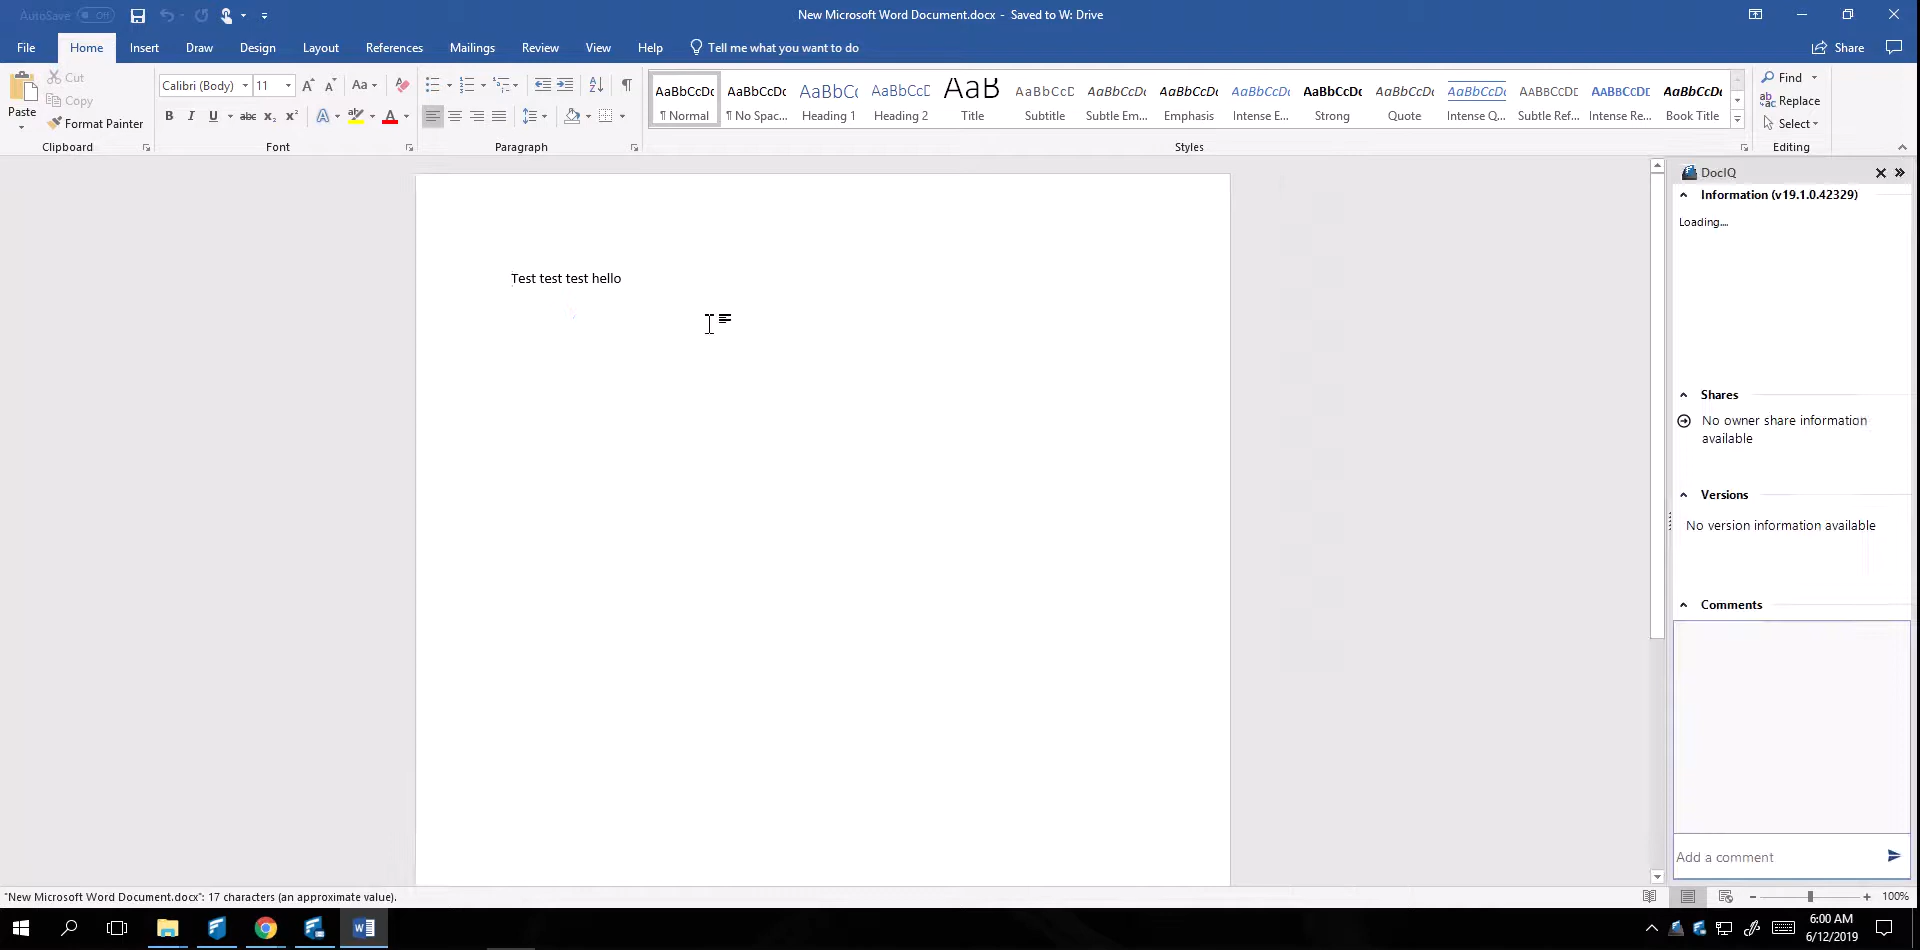 AutoSave Off
New Microsoft Word Document.docx - Saved to W: Drive
File Home Insert Draw Design Layout References Mailings Review View Help Tell me what you want to do Share
Paste
Cut
Copy
Format Painter
Clipboard
Calibri (Body) 11
Font
Paragraph
AaBbCcDc AaBbCcDc AaBbCc AaBbCcD AaB AaBbCcD AaBbCcDc AaBbCcDc AaBbCcDc AaBbCcDc AaBbCcDc AaBbCcDc AABBCCDD AABBCCDD AaBbCcDc
¶ Normal ¶ No Spac... Heading 1 Heading 2 Title Subtitle Subtle Em... Emphasis Intense E... Strong Quote Intense Q... Subtle Ref... Intense Re... Book Title
Styles
Find
Replace
Select
Editing
Test test test hello
DocIQ
Information (v19.1.0.42329)
Loading....
Shares
No owner share information
available
Versions
No version information available
Comments
Add a comment
"New Microsoft Word Document.docx": 17 characters (an approximate value).
100%
6:00 AM
6/12/2019